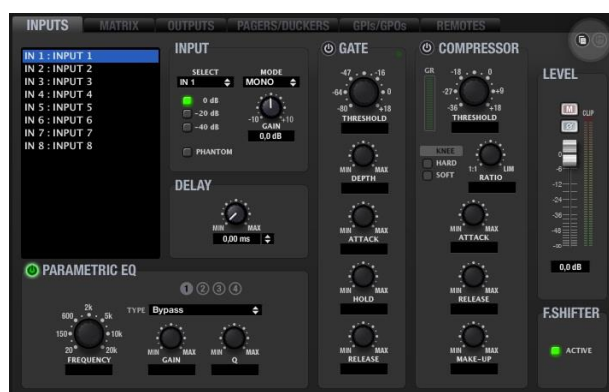 INPUTS MATRIX OUTPUTS PAGERS/DUCKERS GPIs/GPOs REMOTES
IN 1 : INPUT 1
IN 2 : INPUT 2
IN 3 : INPUT 3
IN 4 : INPUT 4
IN 5 : INPUT 5
IN 6 : INPUT 6
IN 7 : INPUT 7
IN 8 : INPUT 8
INPUT
SELECT MODE
IN 1 MONO
0 dB
-20 dB
-40 dB
-10 +10
GAIN
0,0 dB
PHANTOM
DELAY
MIN MAX
0,00 ms
PARAMETRIC EQ
1 2 3 4
TYPE Bypass
2k
600 5k
150 10k
20 20k
FREQUENCY
MIN MAX
GAIN
MIN MAX
Q
GATE
-47 -16
-64 0
-80 +18
THRESHOLD
MIN MAX
DEPTH
MIN MAX
ATTACK
MIN MAX
HOLD
MIN MAX
RELEASE
COMPRESSOR
GR
-18 0
-27 +9
-36 +18
THRESHOLD
KNEE
HARD
SOFT
1:1 LIM
RATIO
MIN MAX
ATTACK
MIN MAX
RELEASE
MIN MAX
MAKE-UP
LEVEL
M
CLIP
0
-6
-12
-24
-36
-48
0,0 dB
F.SHIFTER
ACTIVE